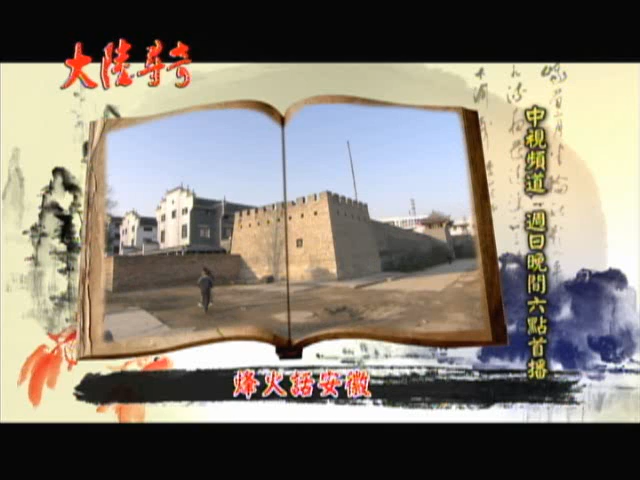 大陸尋奇
中視頻道 週日晚間六點首播
烽火話安徽